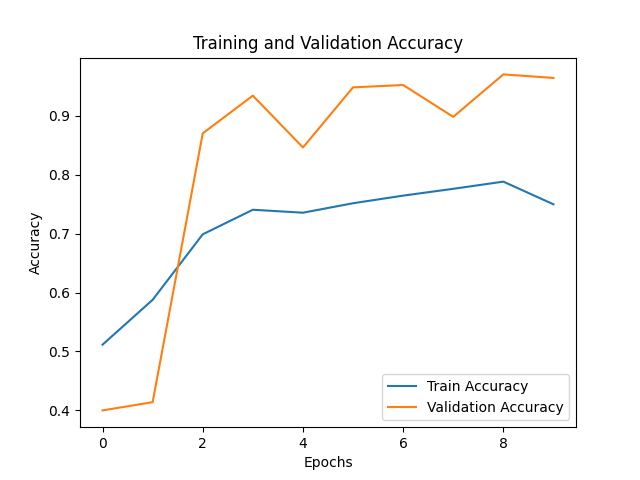 Training and Validation Accuracy
Accuracy
0.9
0.8
0.7
0.6
0.5
0.4
Train Accuracy
Validation Accuracy
0 2 4 6 8
Epochs